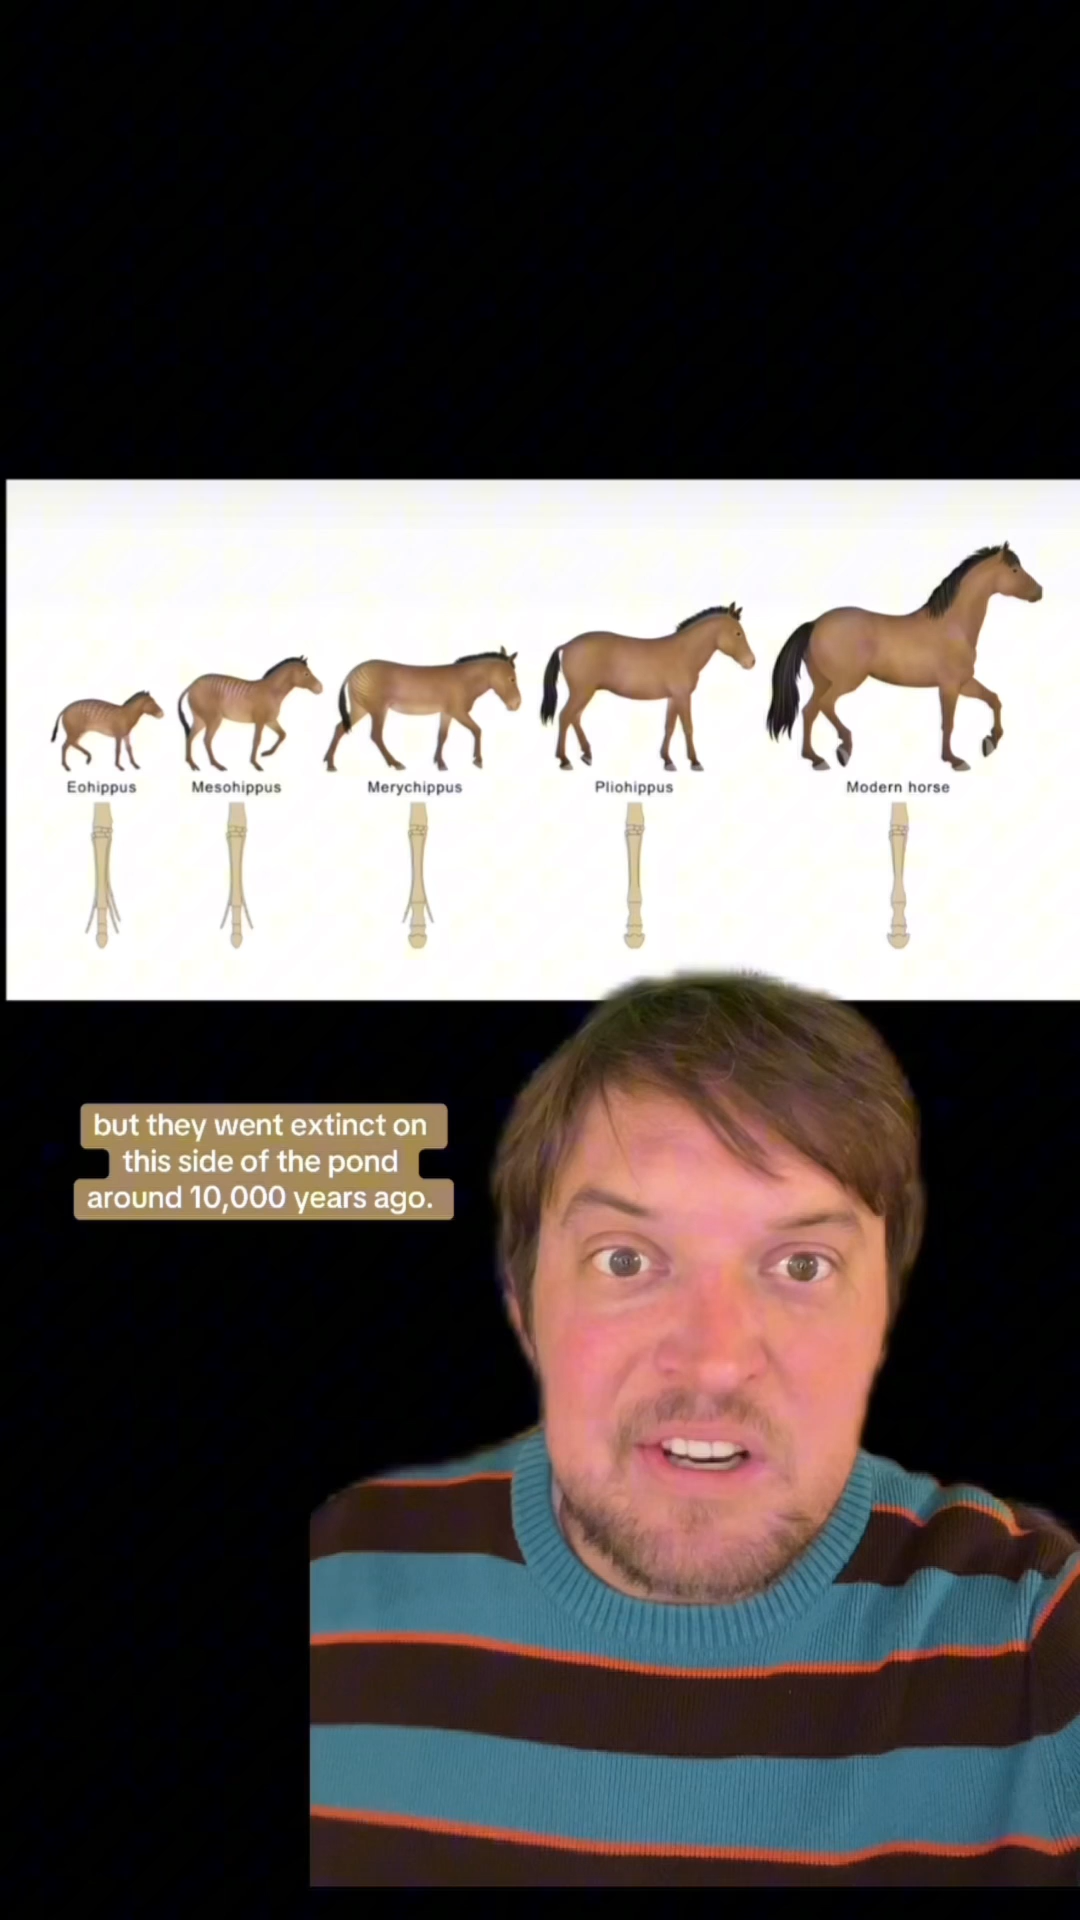 Eohippus Mesohippus Merychippus Pliohippus Modern horse
but they went extinct on
this side of the pond
around 10,000 years ago.